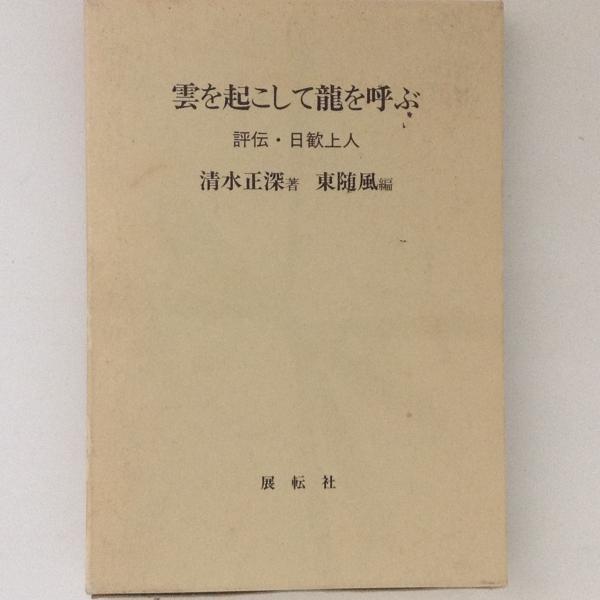 雲を起こして龍を呼ぶ
評伝・日歓上人
清水正深著 東随風編
展転社